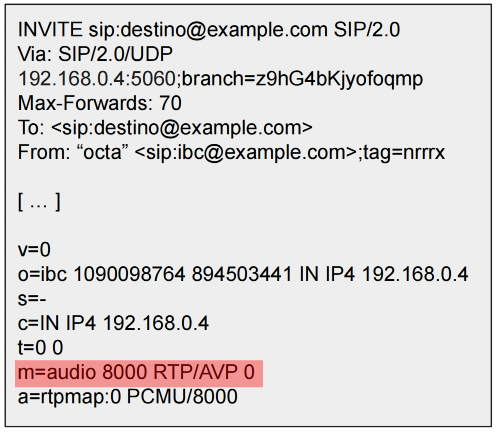 INVITE sip:destino@example.com SIP/2.0
Via: SIP/2.0/UDP
192.168.0.4:5060;branch=z9hG4bKjyofoqmp
Max-Forwards: 70
To: <sip:destino@example.com>
From: “octa” <sip:ibc@example.com>;tag=nrrrx
[ … ]
v=0
o=ibc 1090098764 894503441 IN IP4 192.168.0.4
s=-
c=IN IP4 192.168.0.4
t=0 0
m=audio 8000 RTP/AVP 0
a=rtpmap:0 PCMU/8000